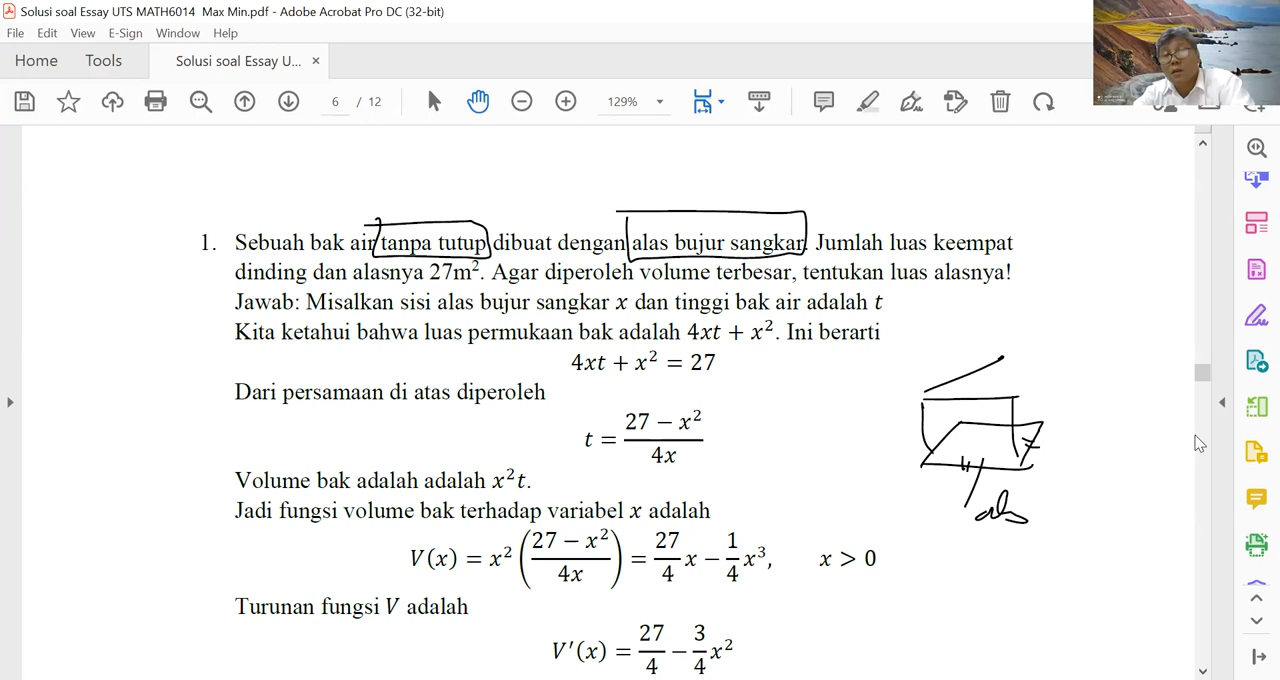 Solusi soal Essay UTS MATH6014  Max Min.pdf - Adobe Acrobat Pro DC (32-bit)
File Edit View E-Sign Window Help
Home Tools Solusi soal Essay U... ×
6 / 12 129%
1. Sebuah bak air tanpa tutup dibuat dengan alas bujur sangkar. Jumlah luas keempat
dinding dan alasnya 27m². Agar diperoleh volume terbesar, tentukan luas alasnya!
Jawab: Misalkan sisi alas bujur sangkar x dan tinggi bak air adalah t
Kita ketahui bahwa luas permukaan bak adalah 4xt + x². Ini berarti
4xt + x² = 27
Dari persamaan di atas diperoleh
t = (27 − x²)/(4x)
Volume bak adalah adalah x²t.
Jadi fungsi volume bak terhadap variabel x adalah
V(x) = x² ((27 − x²)/(4x)) = 27/4 x − 1/4 x³, x > 0
Turunan fungsi V adalah
V′(x) = 27/4 − 3/4 x²